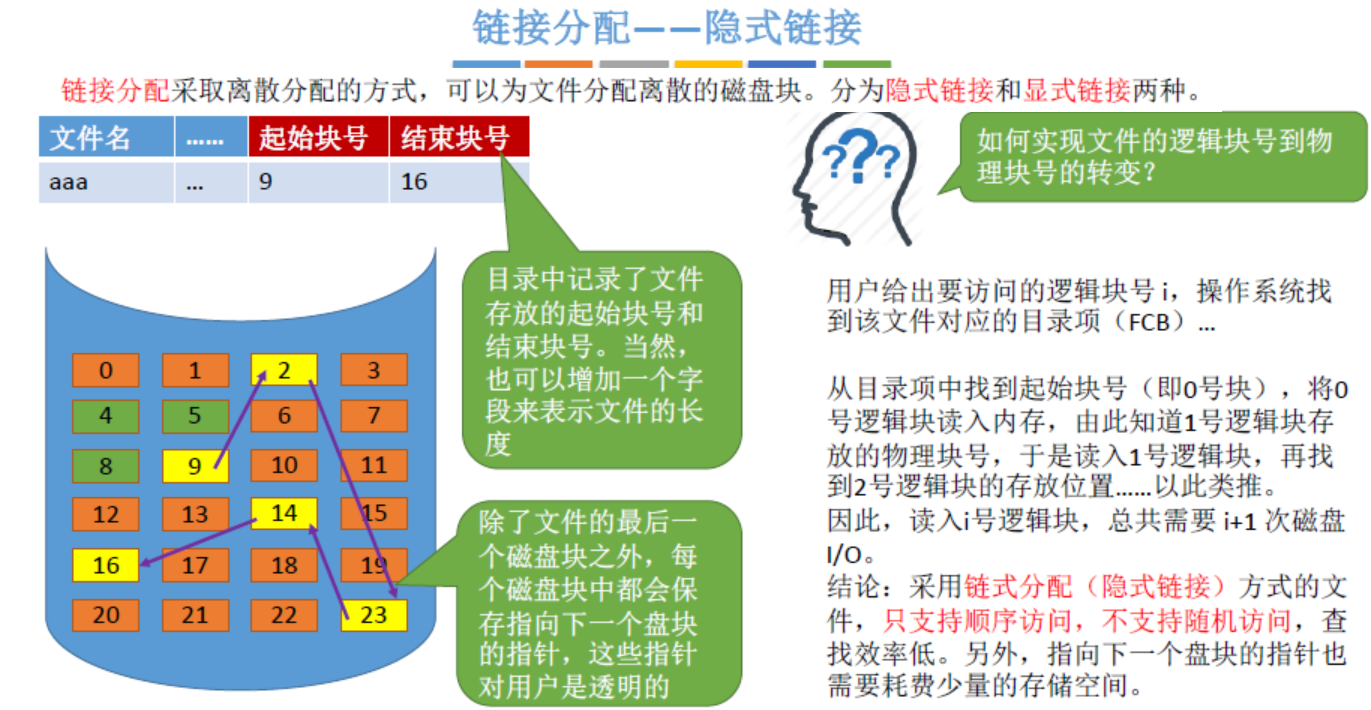 链接分配——隐式链接
链接分配采取离散分配的方式，可以为文件分配离散的磁盘块。分为隐式链接和显式链接两种。
文件名 …… 起始块号 结束块号
aaa … 9 16
目录中记录了文件
存放的起始块号和
结束块号。当然，
也可以增加一个字
段来表示文件的长
度
0 1 2 3
4 5 6 7
8 9 10 11
12 13 14 15
16 17 18 19
20 21 22 23
除了文件的最后一
个磁盘块之外，每
个磁盘块中都会保
存指向下一个盘块
的指针，这些指针
对用户是透明的
???
如何实现文件的逻辑块号到物
理块号的转变？
用户给出要访问的逻辑块号 i，操作系统找
到该文件对应的目录项（FCB）…
从目录项中找到起始块号（即0号块），将0
号逻辑块读入内存，由此知道1号逻辑块存
放的物理块号，于是读入1号逻辑块，再找
到2号逻辑块的存放位置……以此类推。
因此，读入i号逻辑块，总共需要 i+1 次磁盘
I/O。
结论：采用链式分配（隐式链接）方式的文
件，只支持顺序访问，不支持随机访问，查
找效率低。另外，指向下一个盘块的指针也
需要耗费少量的存储空间。